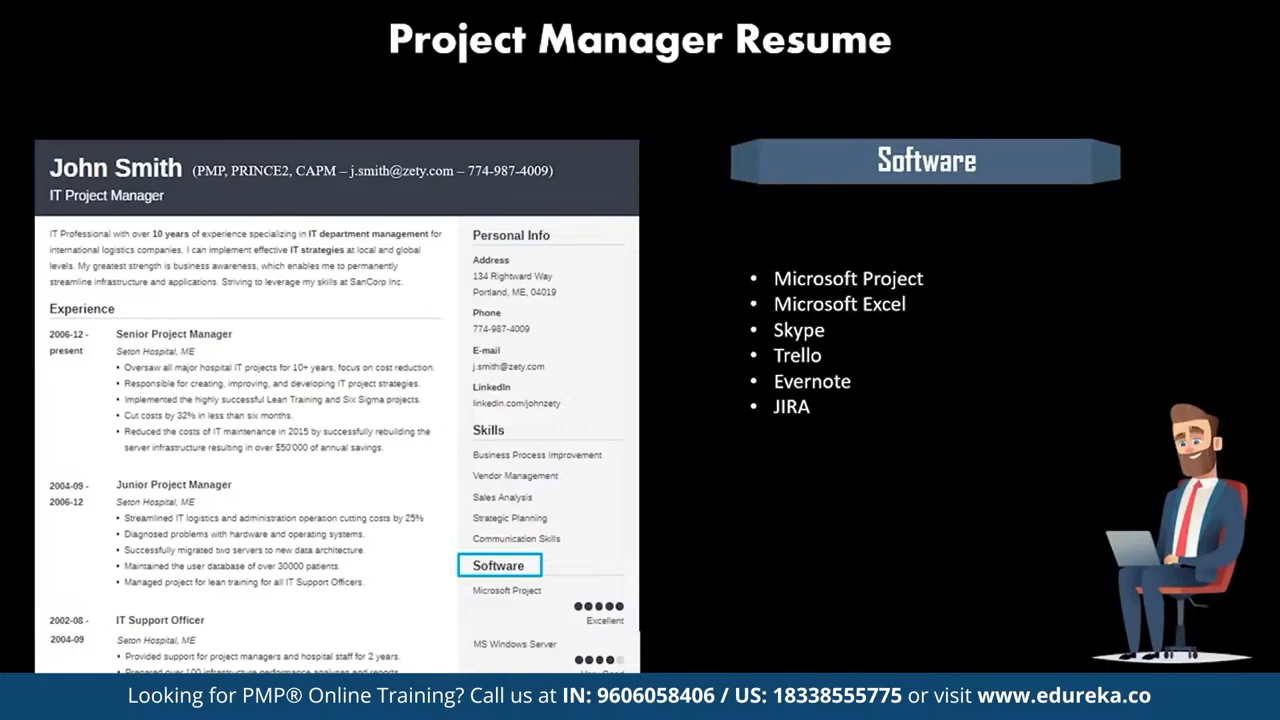 Project Manager Resume
John Smith (PMP, PRINCE2, CAPM – j.smith@zety.com – 774-987-4009)
IT Project Manager
IT Professional with over 10 years of experience specializing in IT department management for
international logistics companies. I can implement effective IT strategies at local and global
levels. My greatest strength is business awareness, which enables me to permanently
streamline infrastructure and applications. Striving to leverage my skills at SanCorp Inc.
Experience
2006-12 -
present
Senior Project Manager
Seton Hospital, ME
• Oversaw all major hospital IT projects for 10+ years, focus on cost reduction.
• Responsible for creating, improving, and developing IT project strategies.
• Implemented the highly successful Lean Training and Six Sigma projects.
• Cut costs by 32% in less than six months.
• Reduced the costs of IT maintenance in 2015 by successfully rebuilding the
server infrastructure resulting in over $50'000 of annual savings.
2004-09 -
2006-12
Junior Project Manager
Seton Hospital, ME
• Streamlined IT logistics and administration operation cutting costs by 25%
• Diagnosed problems with hardware and operating systems.
• Successfully migrated two servers to new data architecture.
• Maintained the user database of over 30000 patients.
• Managed project for lean training for all IT Support Officers.
2002-08 -
2004-09
IT Support Officer
Seton Hospital, ME
• Provided support for project managers and hospital staff for 2 years.
• Prepared over 100 infrastructure performance analyses and reports
Personal Info
Address
134 Rightward Way
Portland, ME, 04019
Phone
774-987-4009
E-mail
j.smith@zety.com
LinkedIn
linkedin.com/johnzety
Skills
Business Process Improvement
Vendor Management
Sales Analysis
Strategic Planning
Communication Skills
Software
Microsoft Project
Excellent
MS Windows Server
Very Good
Software
• Microsoft Project
• Microsoft Excel
• Skype
• Trello
• Evernote
• JIRA
Looking for PMP® Online Training? Call us at IN: 9606058406 / US: 18338555775 or visit www.edureka.co